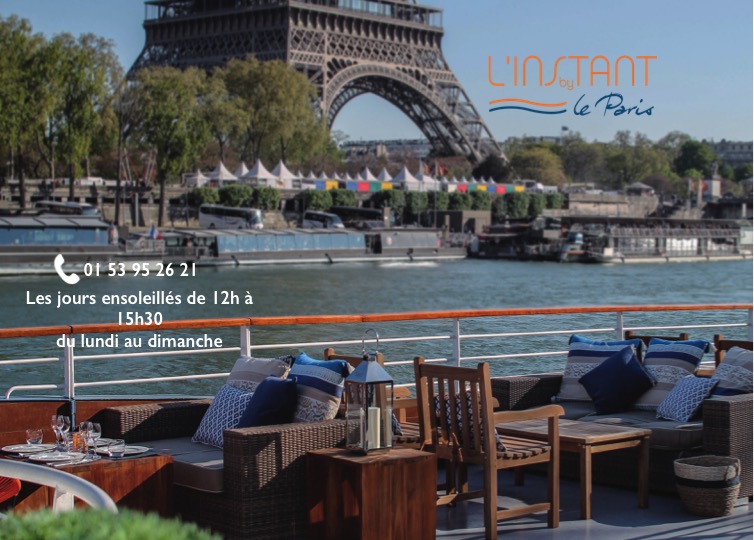 L'INSTANT
by
le Paris
01 53 95 26 21
Les jours ensoleillés de 12h à
15h30
du lundi au dimanche